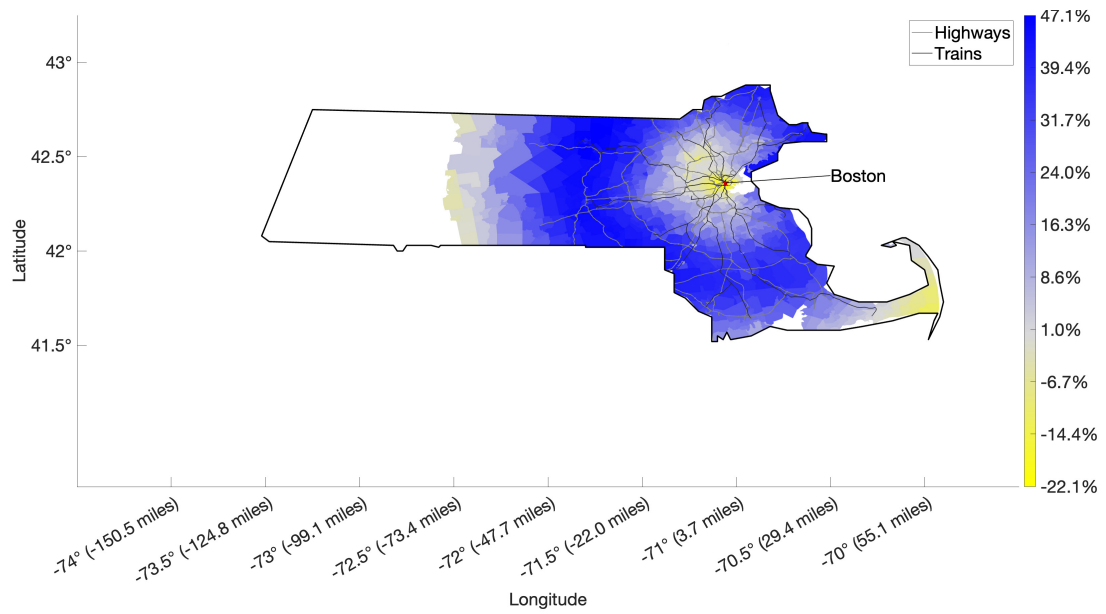 47.1%
Highways
Trains
43°
39.4%
31.7%
42.5°
Boston
24.0%
16.3%
Latitude
42°
8.6%
1.0%
41.5°
-6.7%
-14.4%
-22.1%
-74° (-150.5 miles)
-73.5° (-124.8 miles)
-73° (-99.1 miles)
-72.5° (-73.4 miles)
-72° (-47.7 miles)
-71.5° (-22.0 miles)
-71° (3.7 miles)
-70.5° (29.4 miles)
-70° (55.1 miles)
Longitude